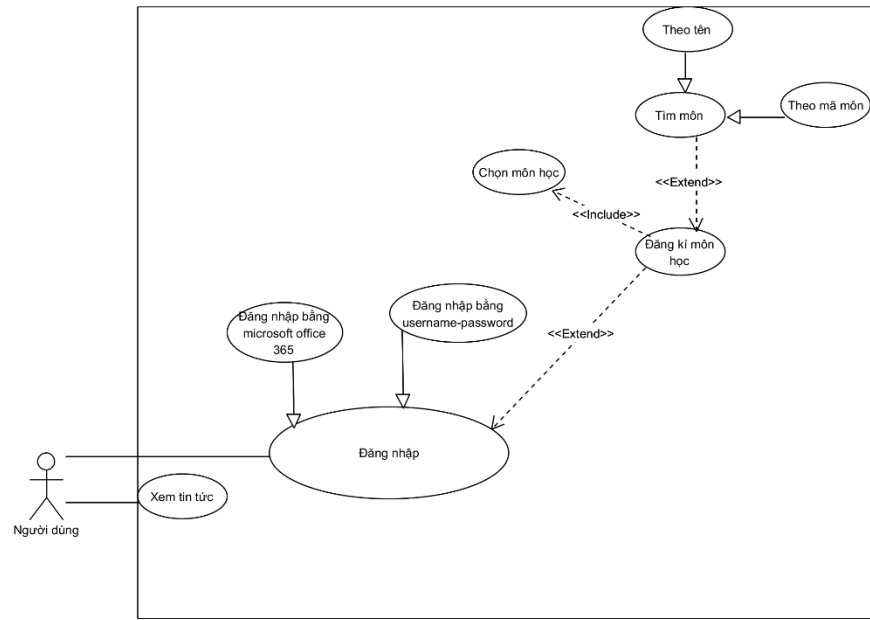 Theo tên
Tìm môn
Theo mã môn
<<Extend>>
Chọn môn học
<<Include>>
Đăng kí môn
học
Đăng nhập bằng
microsoft office
365
Đăng nhập bằng
username-password
<<Extend>>
Đăng nhập
Xem tin tức
Người dùng